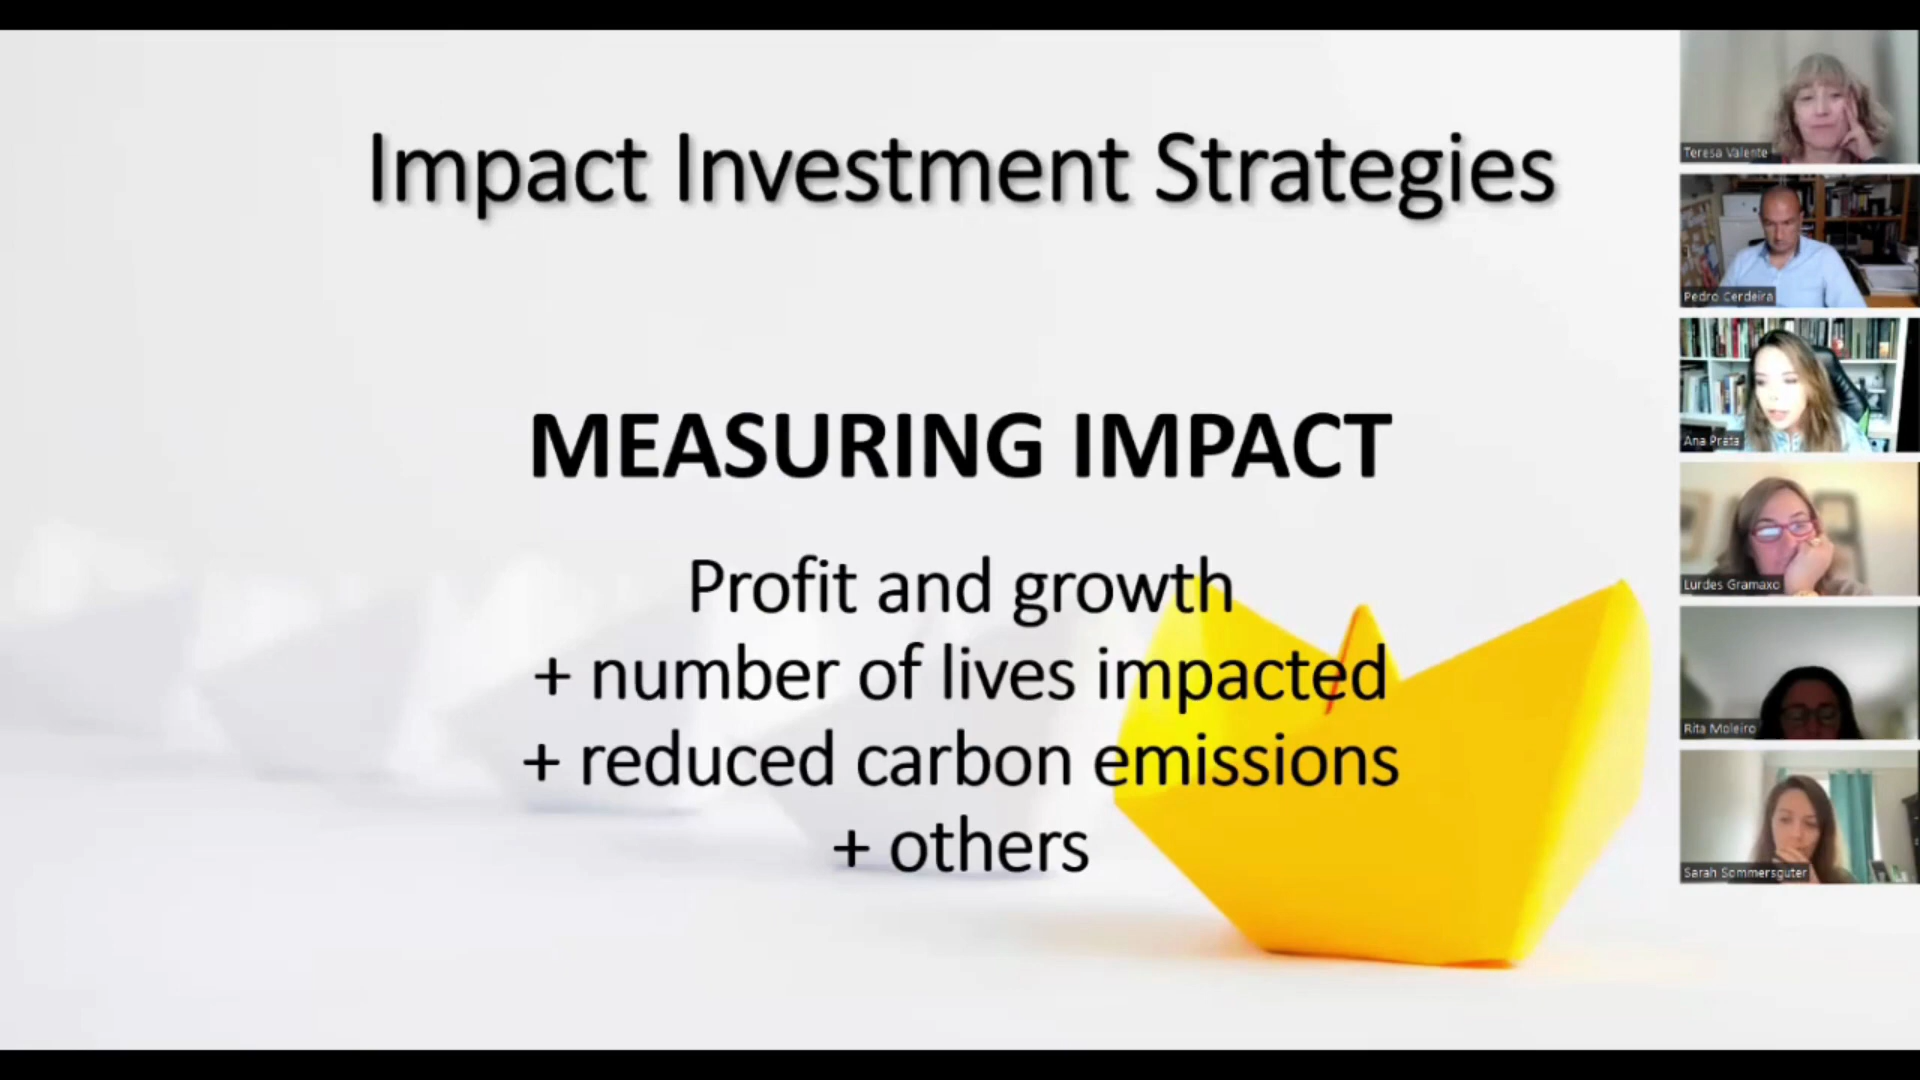 Impact Investment Strategies
MEASURING IMPACT
Profit and growth
+ number of lives impacted
+ reduced carbon emissions
+ others
Teresa Valente
Pedro Cerdeira
Ana Prata
Lurdes Gramaxo
Rita Moleiro
Sarah Sommersguter